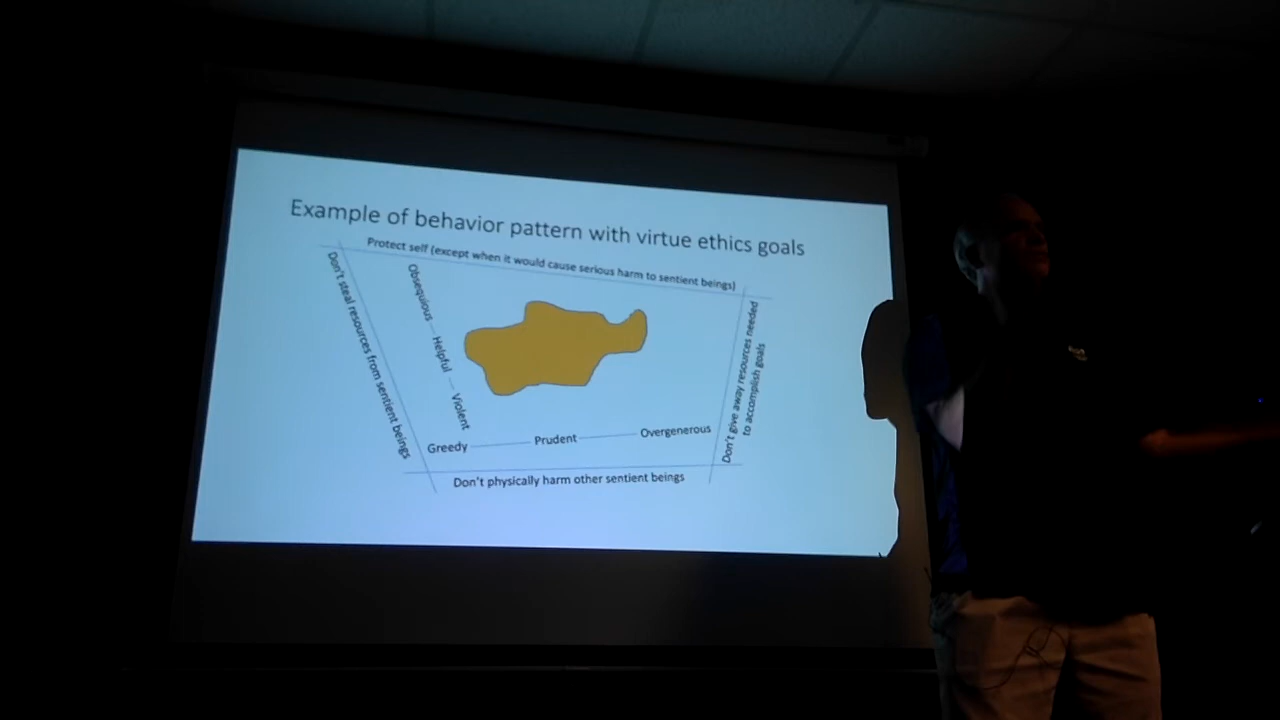 Example of behavior pattern with virtue ethics goals
Protect self (except when it would cause serious harm to sentient beings)
Don't steal resources from sentient beings
Obsequious — Helpful — Violent
Don't give away resources needed
to accomplish goals
Greedy — Prudent — Overgenerous
Don't physically harm other sentient beings